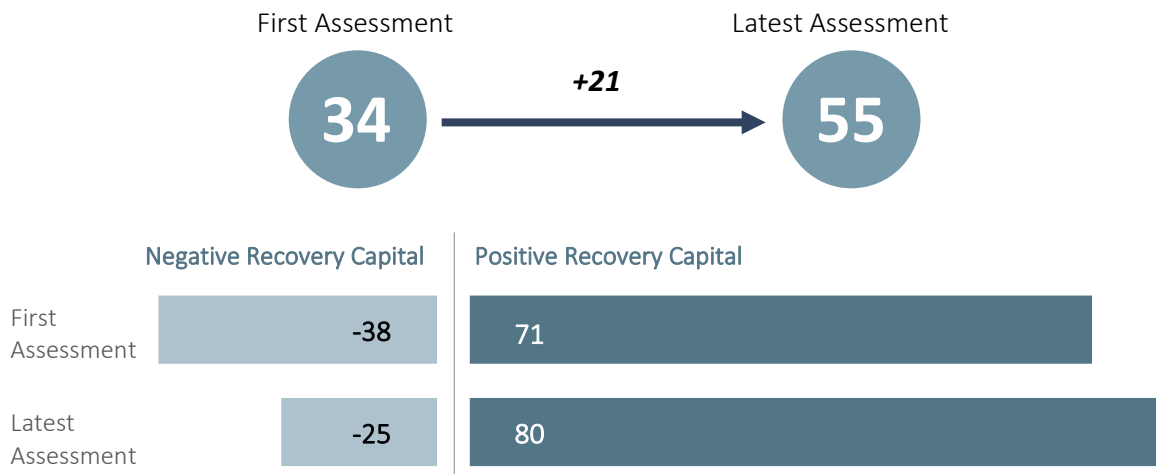 First Assessment
Latest Assessment
34
+21
55
Negative Recovery Capital
Positive Recovery Capital
First
Assessment
-38
71
Latest
Assessment
-25
80